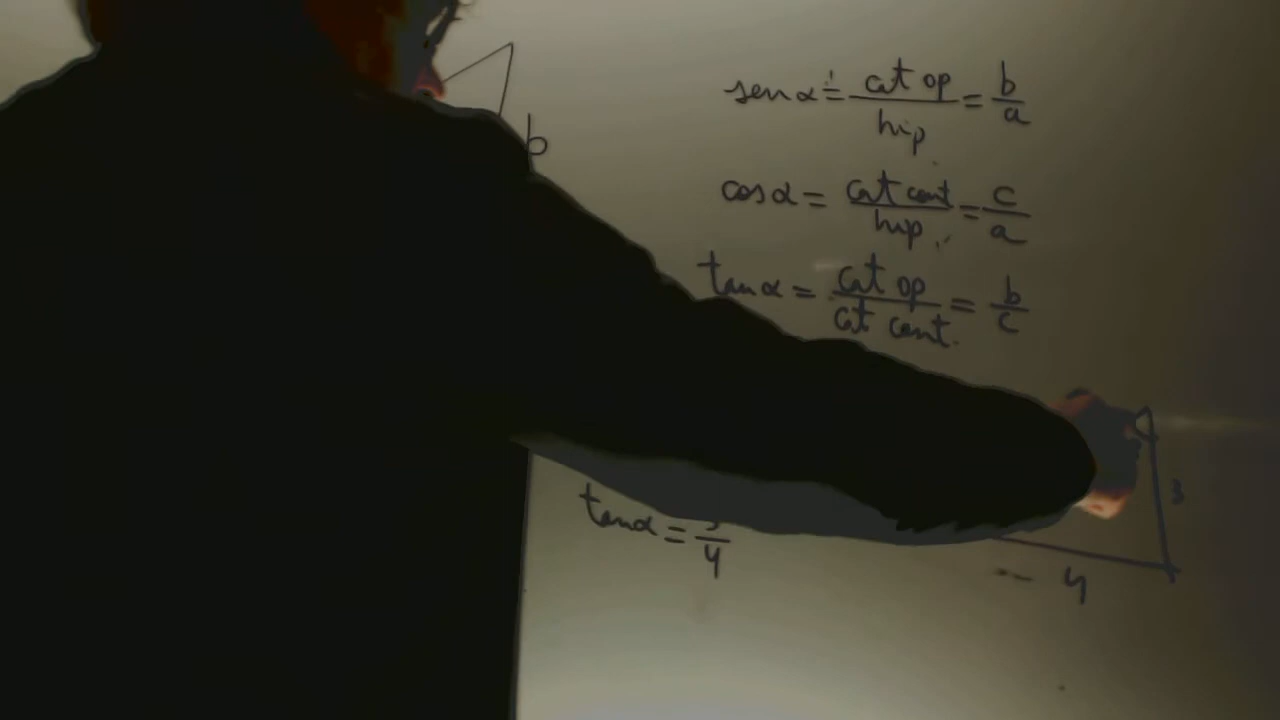 b
sen α = cat op / hip = b / a
cos α = cat cont / hip. = c / a
tan α = cat op / cat cont. = b / c
3
tan α = 3 / 4
4